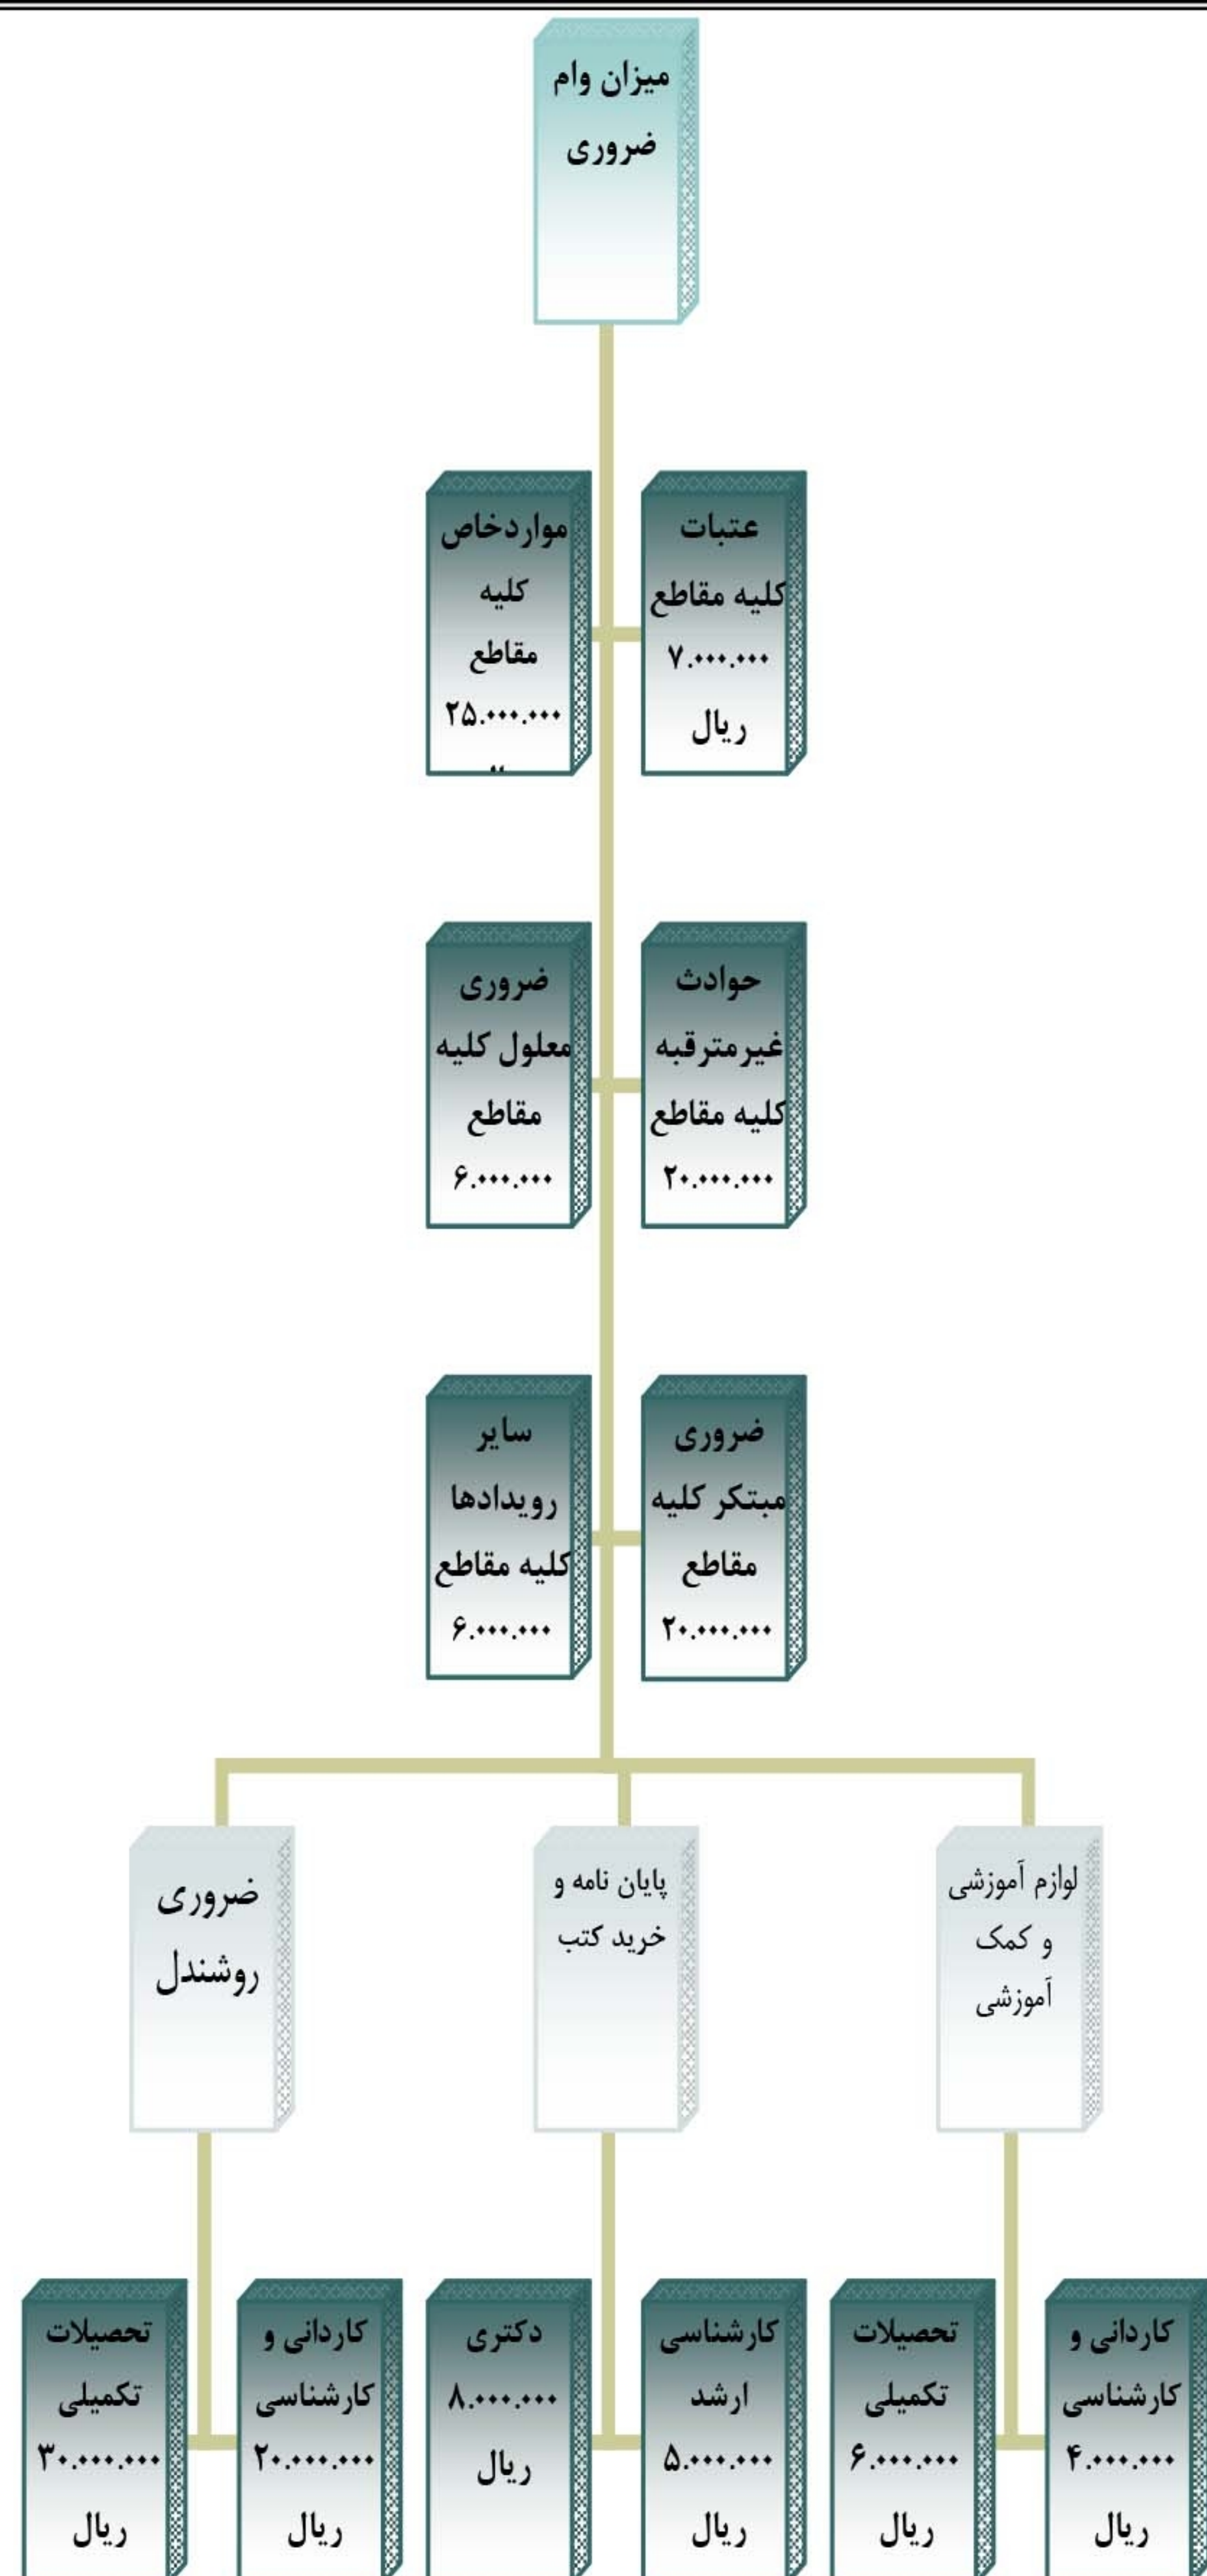 میزان وام
ضروری
عتبات
کلیه مقاطع
۷.۰۰۰.۰۰۰
ریال
مواردخاص
کلیه
مقاطع
۲۵.۰۰۰.۰۰۰
حوادث
غیرمترقبه
کلیه مقاطع
۲۰.۰۰۰.۰۰۰
ضروری
معلول کلیه
مقاطع
۶.۰۰۰.۰۰۰
ضروری
مبتکر کلیه
مقاطع
۲۰.۰۰۰.۰۰۰
سایر
رویدادها
کلیه مقاطع
۶.۰۰۰.۰۰۰
لوازم آموزشی
و کمک
آموزشی
پایان نامه و
خرید کتب
ضروری
روشندل
کاردانی و
کارشناسی
۴.۰۰۰.۰۰۰
ریال
تحصیلات
تکمیلی
۶.۰۰۰.۰۰۰
ریال
کارشناسی
ارشد
۵.۰۰۰.۰۰۰
ریال
دکتری
۸.۰۰۰.۰۰۰
ریال
کاردانی و
کارشناسی
۲۰.۰۰۰.۰۰۰
ریال
تحصیلات
تکمیلی
۳۰.۰۰۰.۰۰۰
ریال